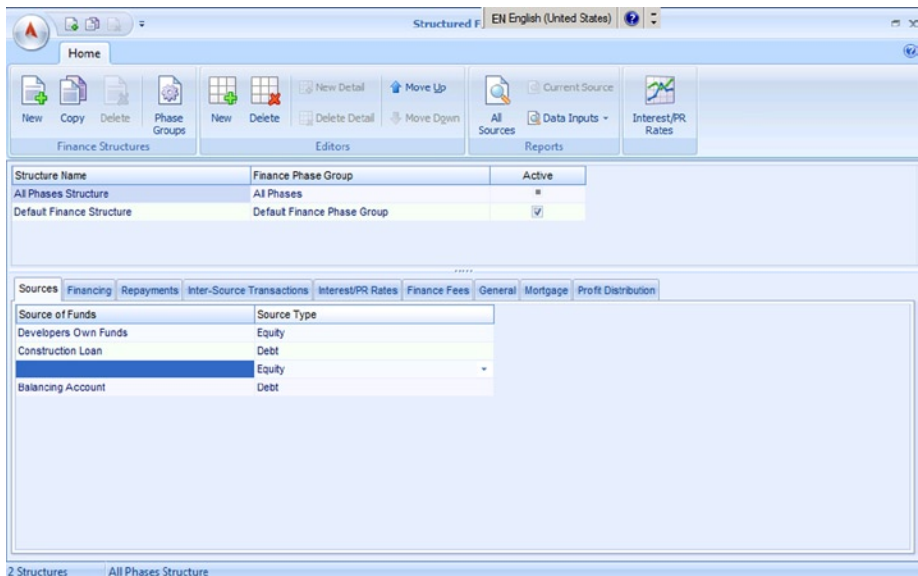 Structured F
EN English (United States)
Home
New
Copy
Delete
Phase Groups
Finance Structures
New
Delete
New Detail
Delete Detail
Move Up
Move Down
Editors
All Sources
Current Source
Data Inputs
Reports
Interest/PR Rates
Structure Name Finance Phase Group Active
All Phases Structure All Phases
Default Finance Structure Default Finance Phase Group
Sources Financing Repayments Inter-Source Transactions Interest/PR Rates Finance Fees General Mortgage Profit Distribution
Source of Funds Source Type
Developers Own Funds Equity
Construction Loan Debt
Equity
Balancing Account Debt
2 Structures All Phases Structure